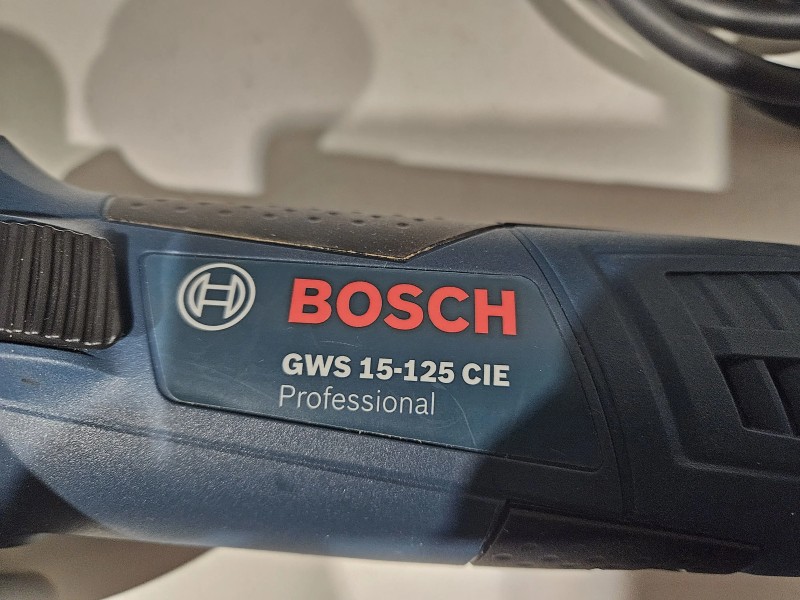 BOSCH
GWS 15-125 CIE
Professional